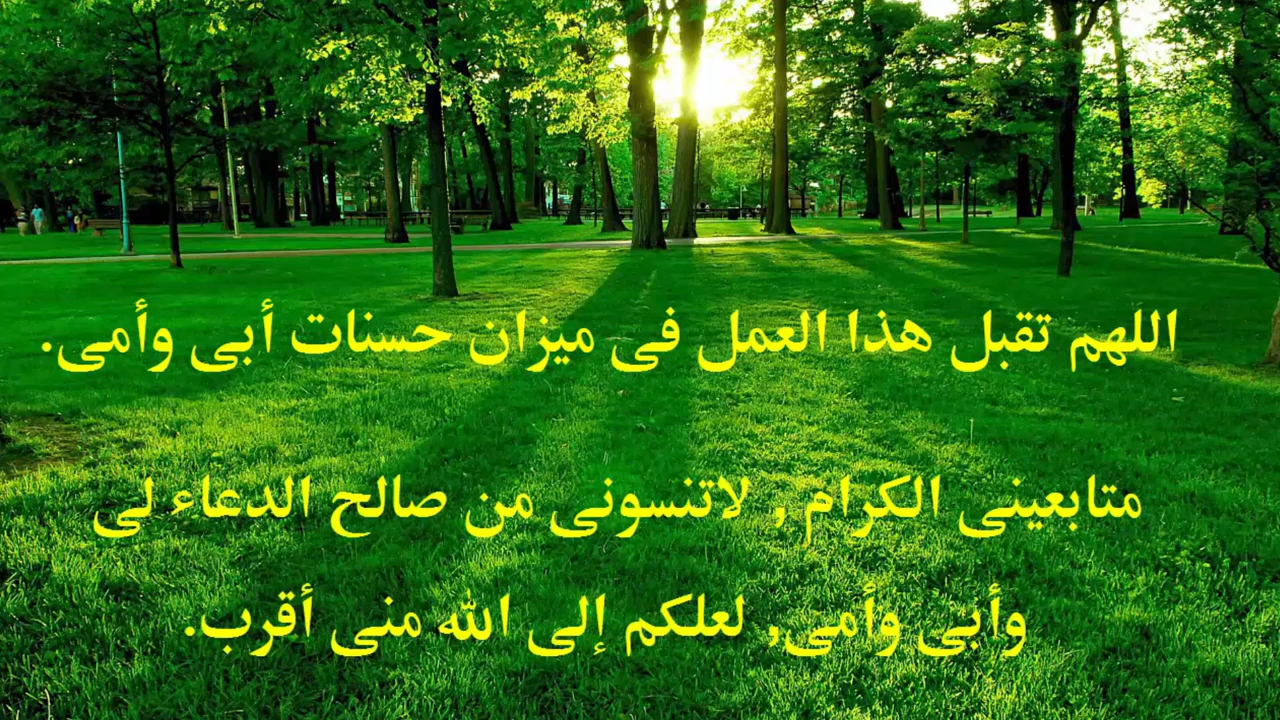 اللهم تقبل هذا العمل فى ميزان حسنات أبى وأمى.
متابعينى الكرام , لاتنسونى من صالح الدعاء لى
وأبى وأمى, لعلكم إلى الله منى أقرب.